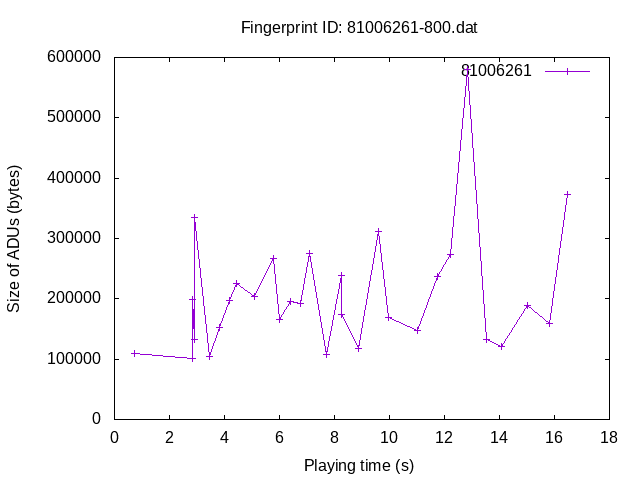 Fingerprint ID: 81006261-800.dat
81006261
Size of ADUs (bytes)
600000
500000
400000
300000
200000
100000
0
0 2 4 6 8 10 12 14 16 18
Playing time (s)